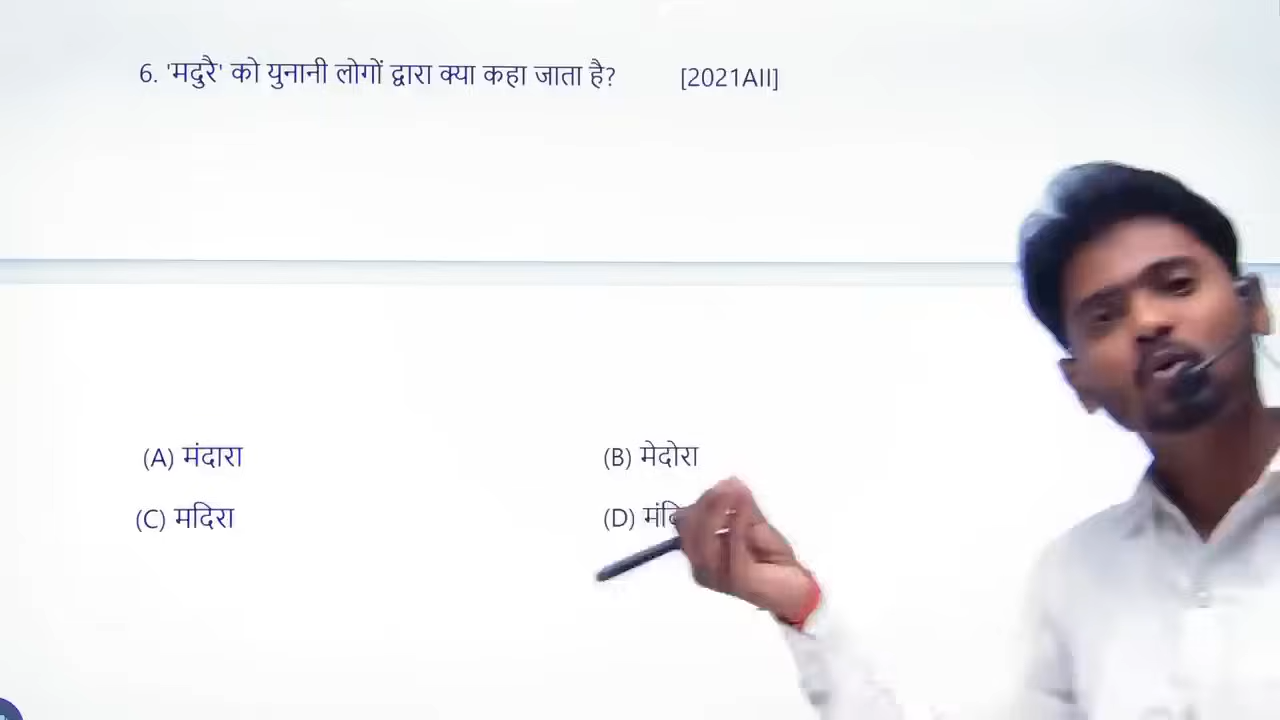 6. 'मदुरै' को युनानी लोगों द्वारा क्या कहा जाता है? [2021AII]
(A) मंदारा (B) मेदोरा
(C) मदिरा (D)